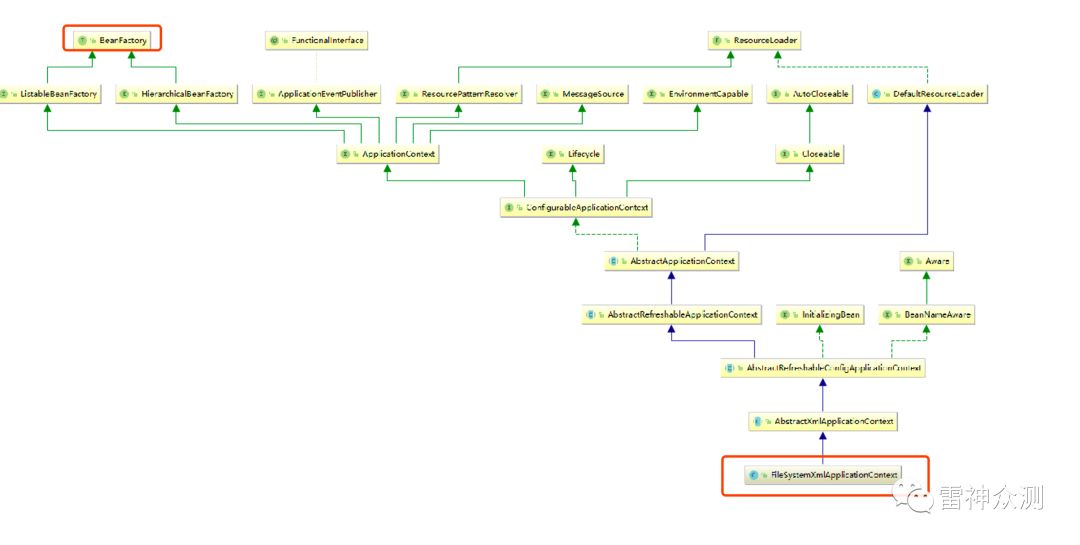 BeanFactory
FunctionalInterface
ResourceLoader
ListableBeanFactory
HierarchicalBeanFactory
ApplicationEventPublisher
ResourcePatternResolver
MessageSource
EnvironmentCapable
AutoCloseable
DefaultResourceLoader
ApplicationContext
Lifecycle
Closeable
ConfigurableApplicationContext
AbstractApplicationContext
Aware
AbstractRefreshableApplicationContext
InitializingBean
BeanNameAware
AbstractRefreshableConfigApplicationContext
AbstractXmlApplicationContext
FileSystemXmlApplicationContext
雷神众测